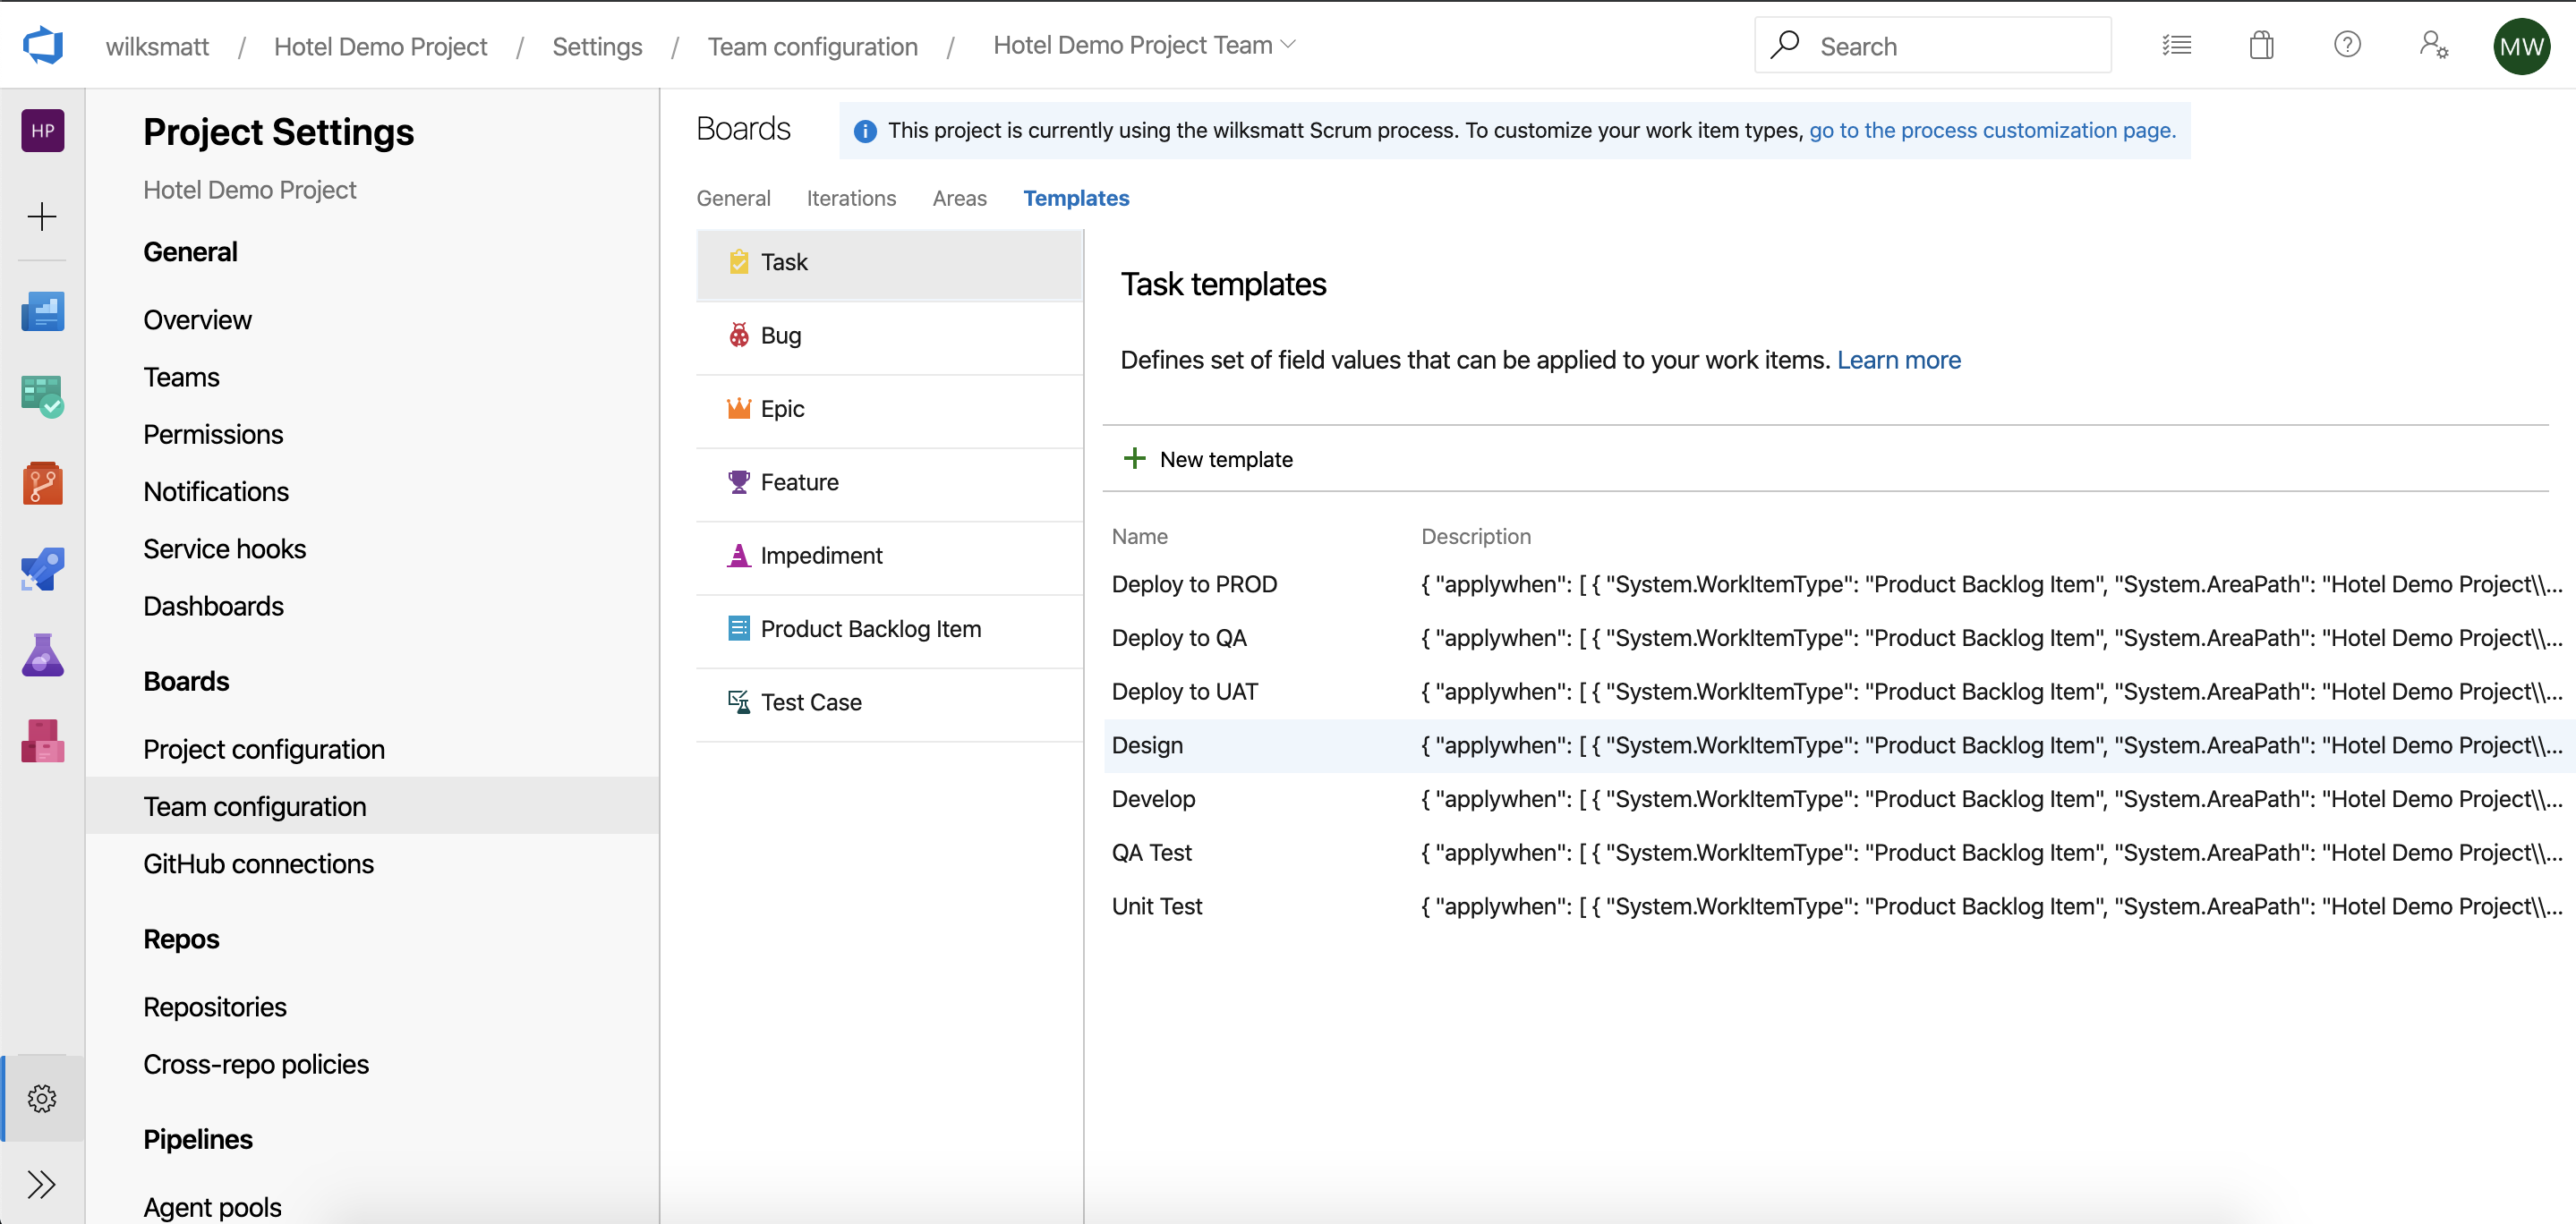 wilksmatt / Hotel Demo Project / Settings / Team configuration / Hotel Demo Project Team
Search
MW
HP
Project Settings
Hotel Demo Project
General
Overview
Teams
Permissions
Notifications
Service hooks
Dashboards
Boards
Project configuration
Team configuration
GitHub connections
Repos
Repositories
Cross-repo policies
Pipelines
Agent pools
Boards
This project is currently using the wilksmatt Scrum process. To customize your work item types, go to the process customization page.
General Iterations Areas Templates
Task
Bug
Epic
Feature
Impediment
Product Backlog Item
Test Case
Task templates
Defines set of field values that can be applied to your work items. Learn more
New template
Name Description
Deploy to PROD { "applywhen": [ { "System.WorkItemType": "Product Backlog Item", "System.AreaPath": "Hotel Demo Project\\...
Deploy to QA { "applywhen": [ { "System.WorkItemType": "Product Backlog Item", "System.AreaPath": "Hotel Demo Project\\...
Deploy to UAT { "applywhen": [ { "System.WorkItemType": "Product Backlog Item", "System.AreaPath": "Hotel Demo Project\\...
Design { "applywhen": [ { "System.WorkItemType": "Product Backlog Item", "System.AreaPath": "Hotel Demo Project\\...
Develop { "applywhen": [ { "System.WorkItemType": "Product Backlog Item", "System.AreaPath": "Hotel Demo Project\\...
QA Test { "applywhen": [ { "System.WorkItemType": "Product Backlog Item", "System.AreaPath": "Hotel Demo Project\\...
Unit Test { "applywhen": [ { "System.WorkItemType": "Product Backlog Item", "System.AreaPath": "Hotel Demo Project\\...